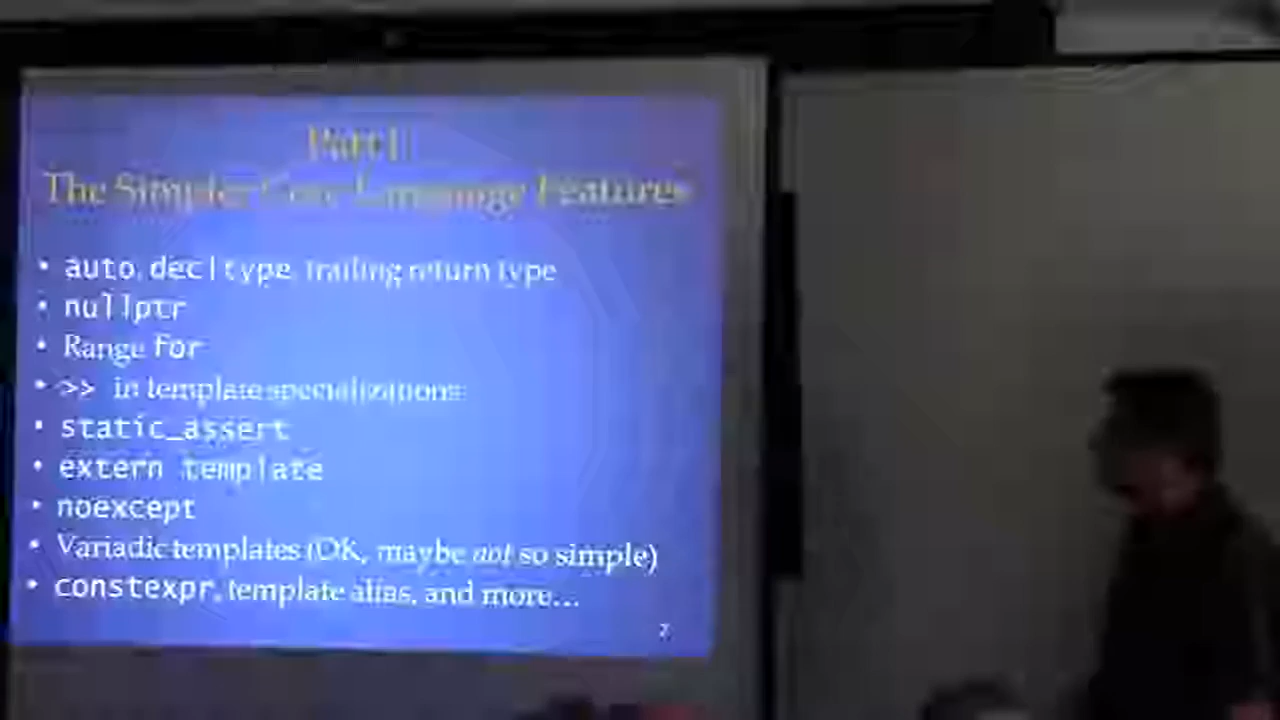 Part I:
The Simpler Core Language Features
• auto, decltype, trailing return type
• nullptr
• Range for
• >> in template specializations
• static_assert
• extern template
• noexcept
• Variadic templates (OK, maybe not so simple)
• constexpr, template alias, and more…
7